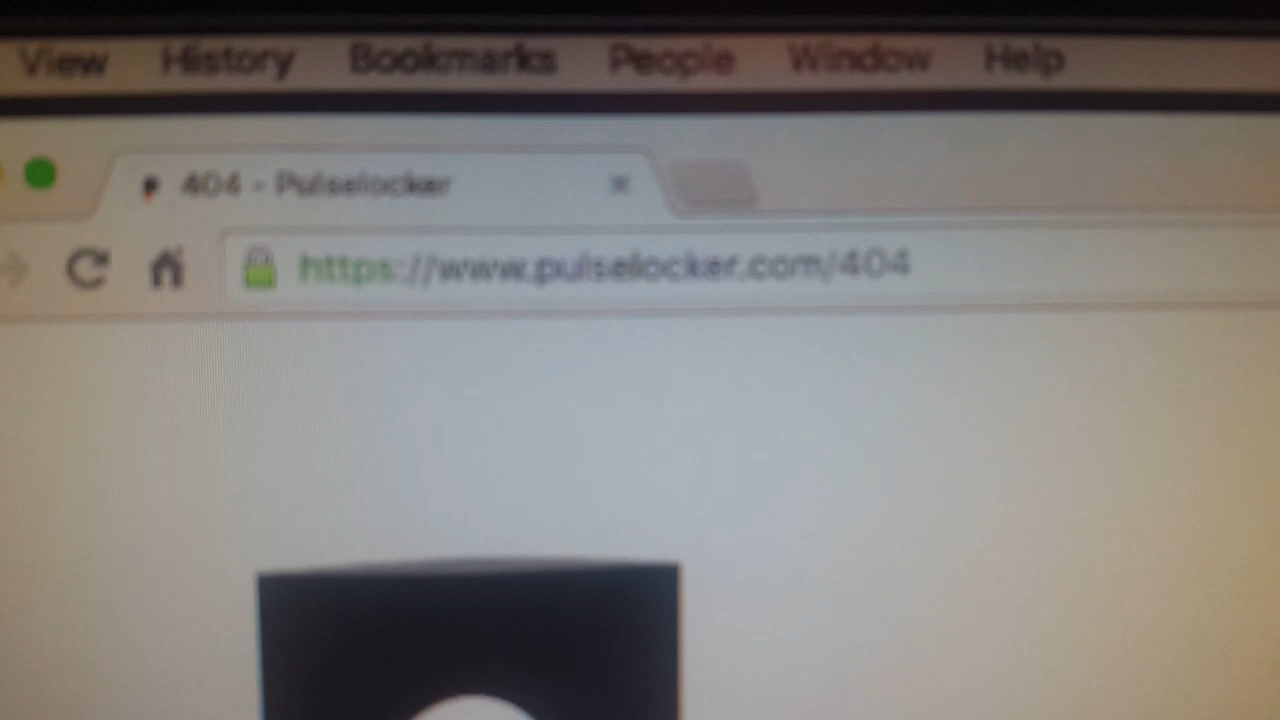 View History Bookmarks People Window Help
404 - Pulselocker
https://www.pulselocker.com/404